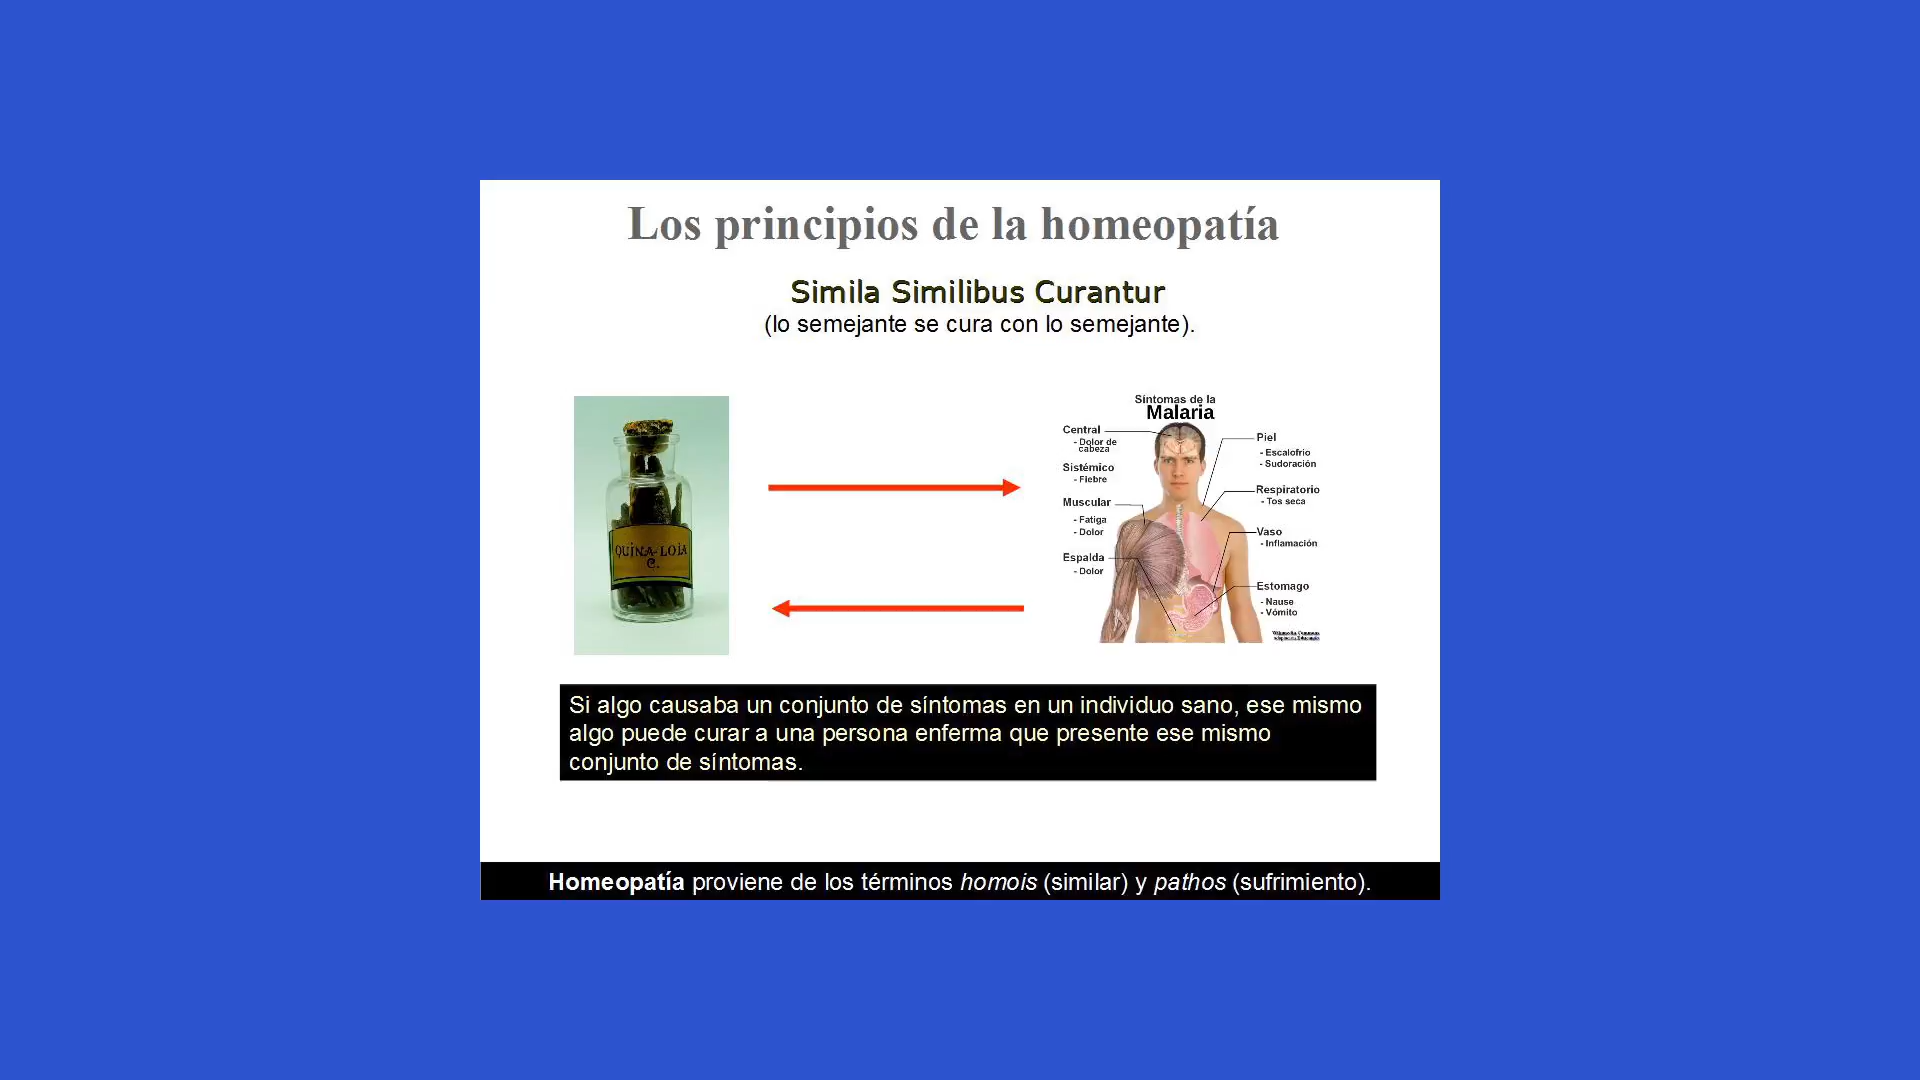 Los principios de la homeopatía
Simila Similibus Curantur
(lo semejante se cura con lo semejante).
QUINA-LOJA
C.
Síntomas de la
Malaria
Central
- Dolor de
cabeza
Sistémico
- Fiebre
Muscular
- Fatiga
- Dolor
Espalda
- Dolor
Piel
- Escalofrio
- Sudoración
Respiratorio
- Tos seca
Vaso
- Inflamación
Estomago
- Nause
- Vómito
Wikimedia Commons
Si algo causaba un conjunto de síntomas en un individuo sano, ese mismo
algo puede curar a una persona enferma que presente ese mismo
conjunto de síntomas.
Homeopatía proviene de los términos homois (similar) y pathos (sufrimiento).